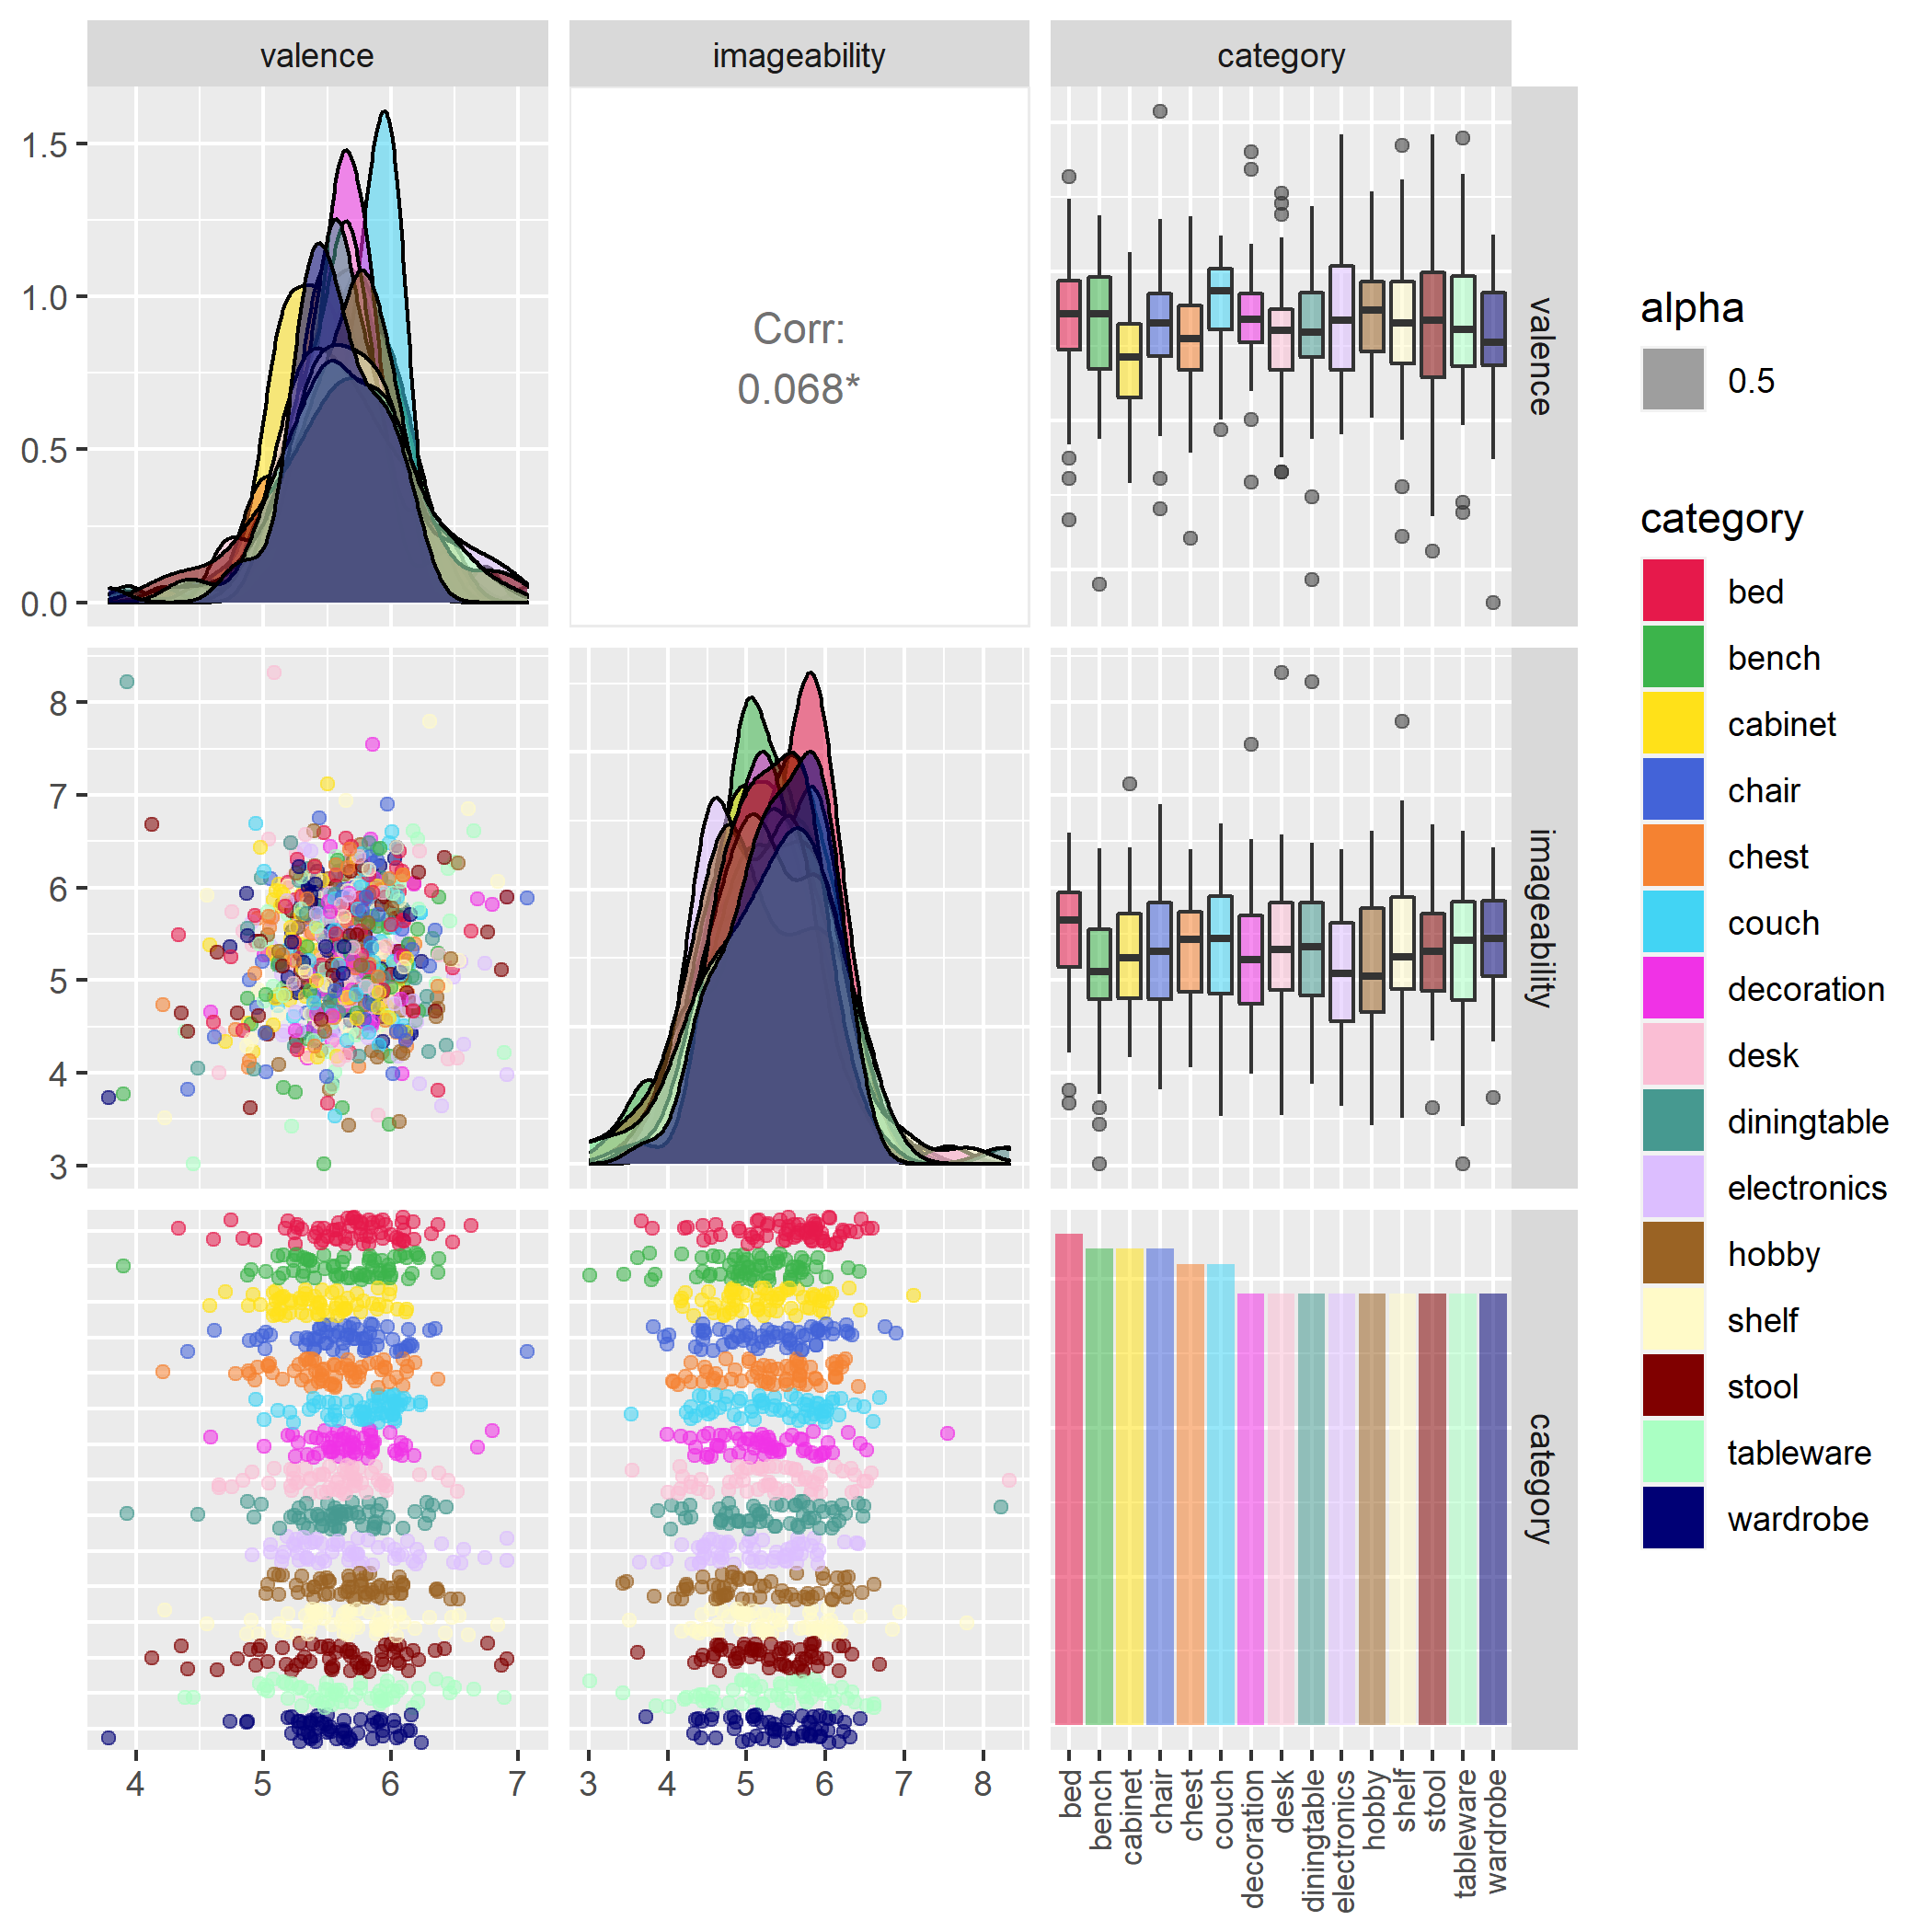 valence
imageability
category
1.5
1.0
0.5
0.0
Corr:
0.068*
valence
8
7
6
5
4
3
imageability
category
4 5 6 7
3 4 5 6 7 8
bed
bench
cabinet
chair
chest
couch
decoration
desk
diningtable
electronics
hobby
shelf
stool
tableware
wardrobe
alpha
0.5
category
bed
bench
cabinet
chair
chest
couch
decoration
desk
diningtable
electronics
hobby
shelf
stool
tableware
wardrobe